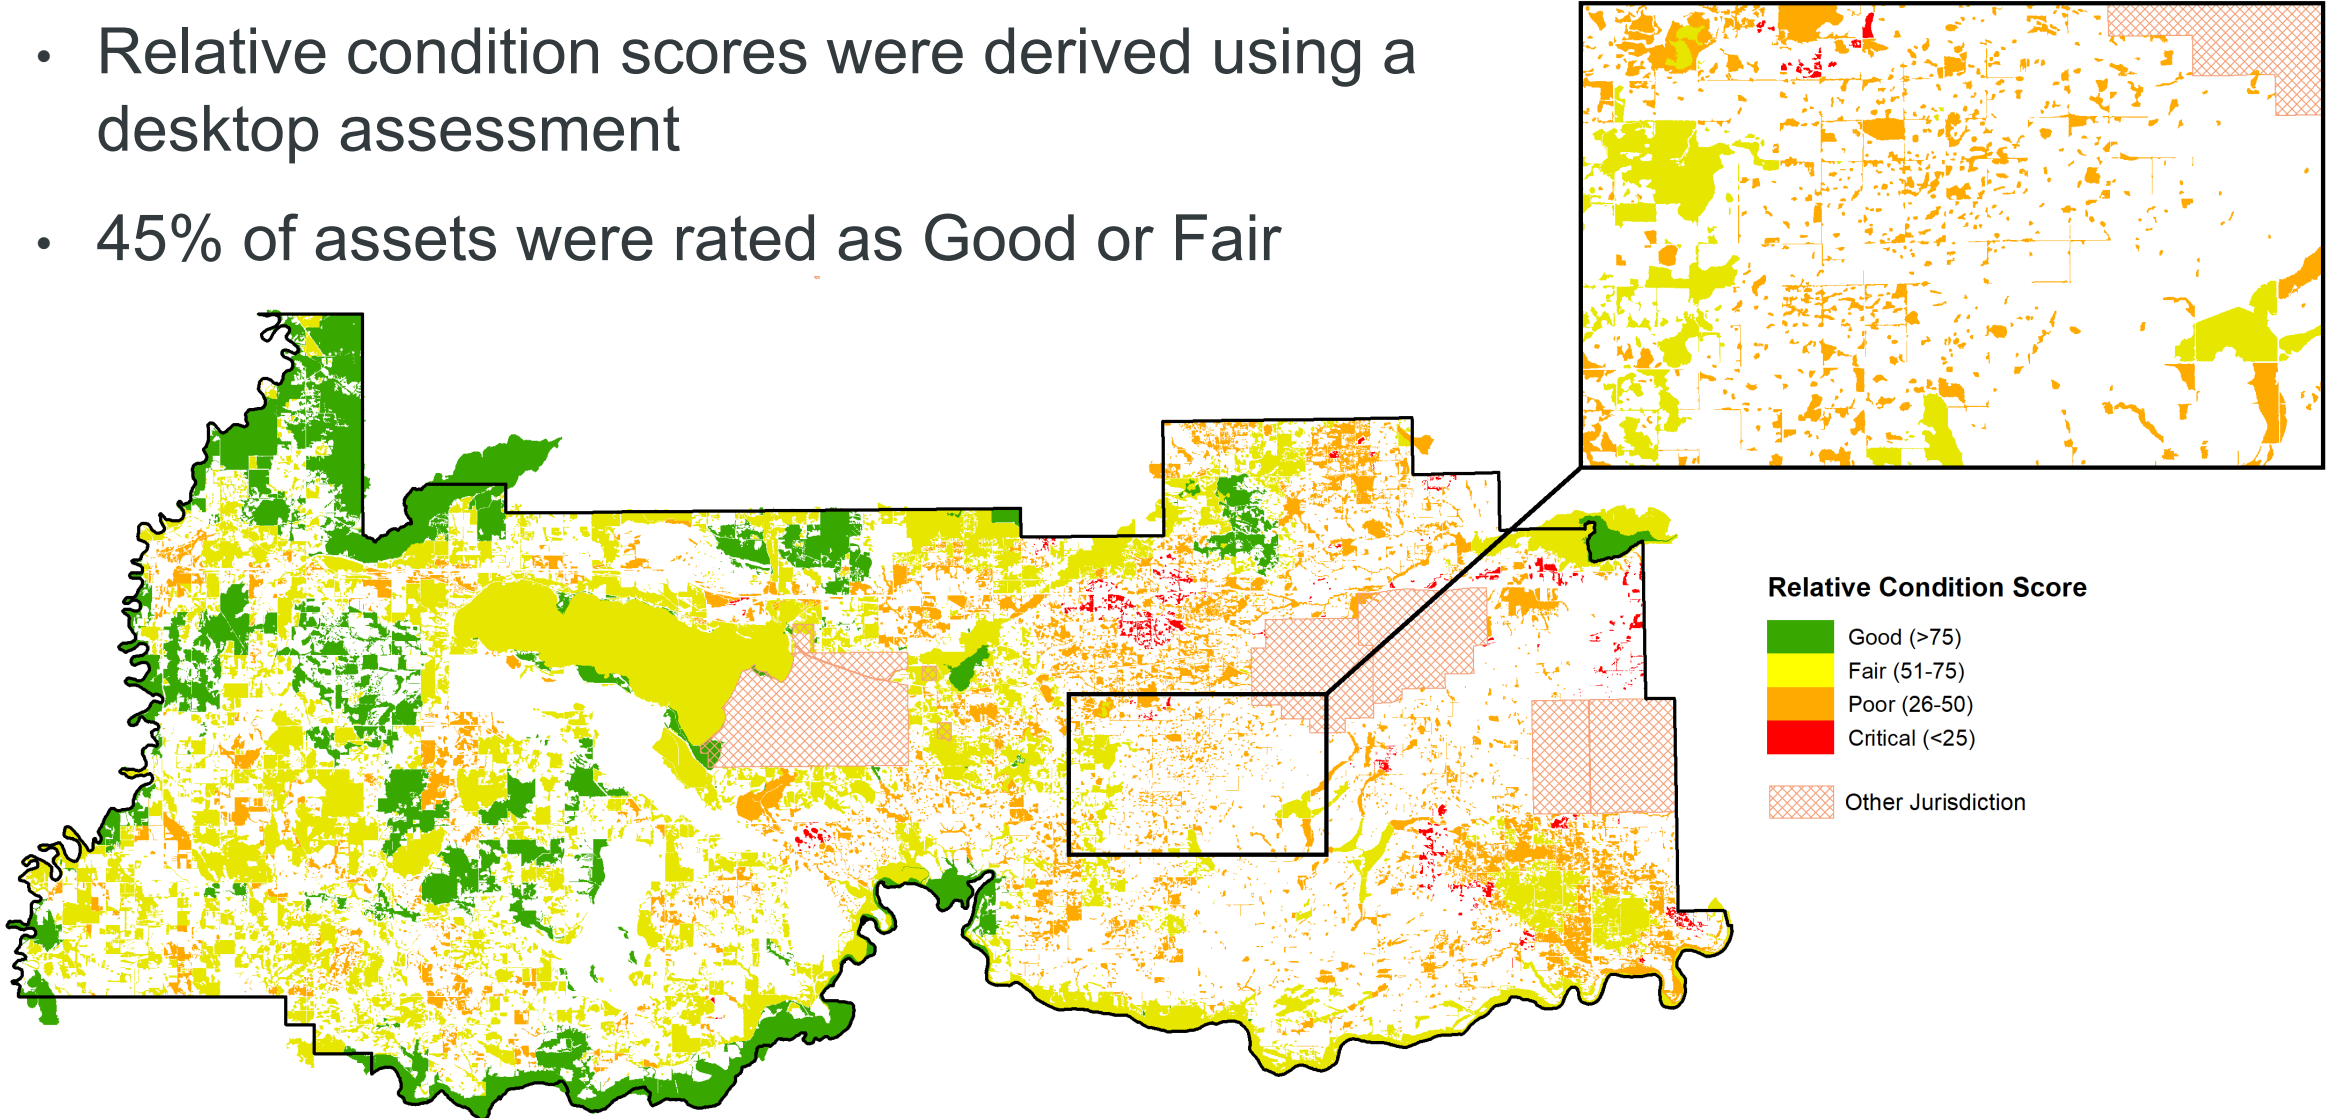 • Relative condition scores were derived using a
desktop assessment
• 45% of assets were rated as Good or Fair
Relative Condition Score
Good (>75)
Fair (51-75)
Poor (26-50)
Critical (<25)
Other Jurisdiction